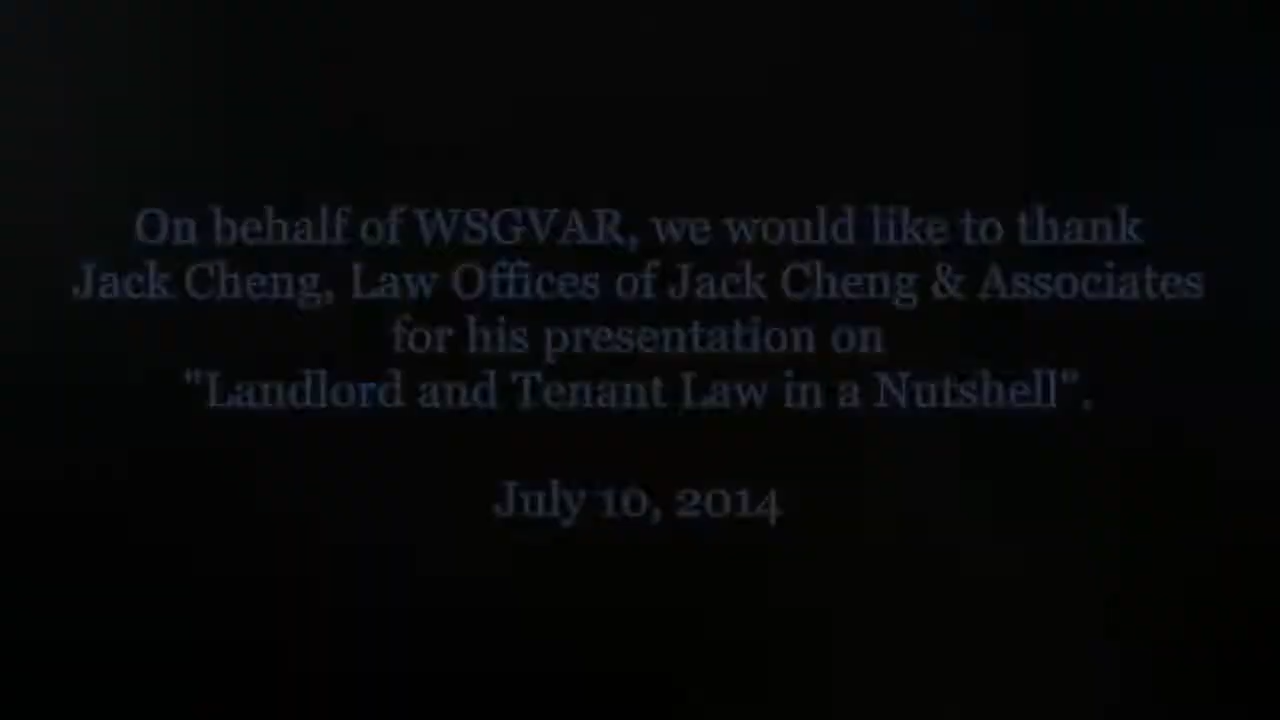 On behalf of WSGVAR, we would like to thank
Jack Cheng, Law Offices of Jack Cheng & Associates
for his presentation on
"Landlord and Tenant Law in a Nutshell".
July 10, 2014